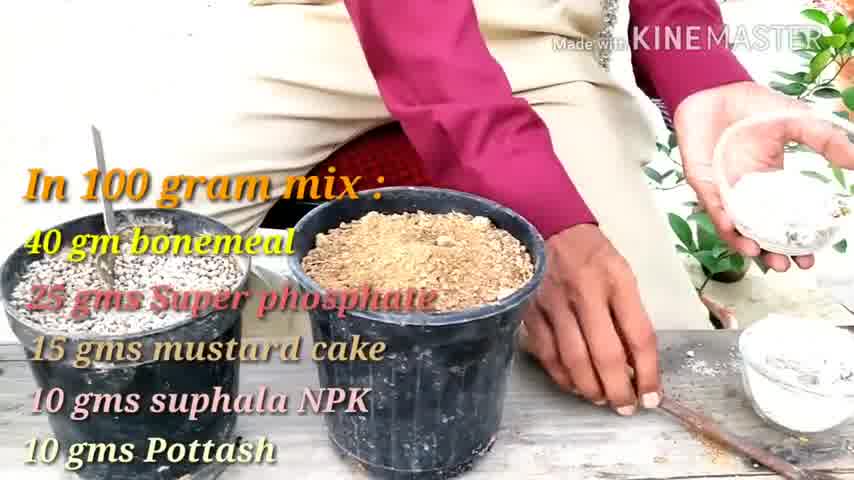 Made with KINEMASTER
In 100 gram mix :
40 gm bonemeal
25 gms Super phosphate
15 gms mustard cake
10 gms suphala NPK
10 gms Pottash